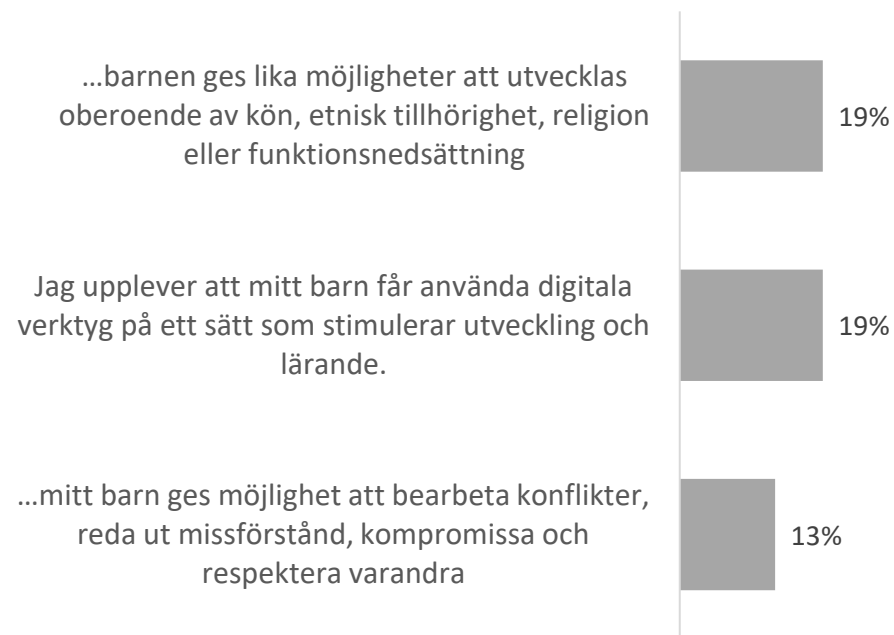 …barnen ges lika möjligheter att utvecklas
oberoende av kön, etnisk tillhörighet, religion
eller funktionsnedsättning
19%
Jag upplever att mitt barn får använda digitala
verktyg på ett sätt som stimulerar utveckling och
lärande.
19%
…mitt barn ges möjlighet att bearbeta konflikter,
reda ut missförstånd, kompromissa och
respektera varandra
13%